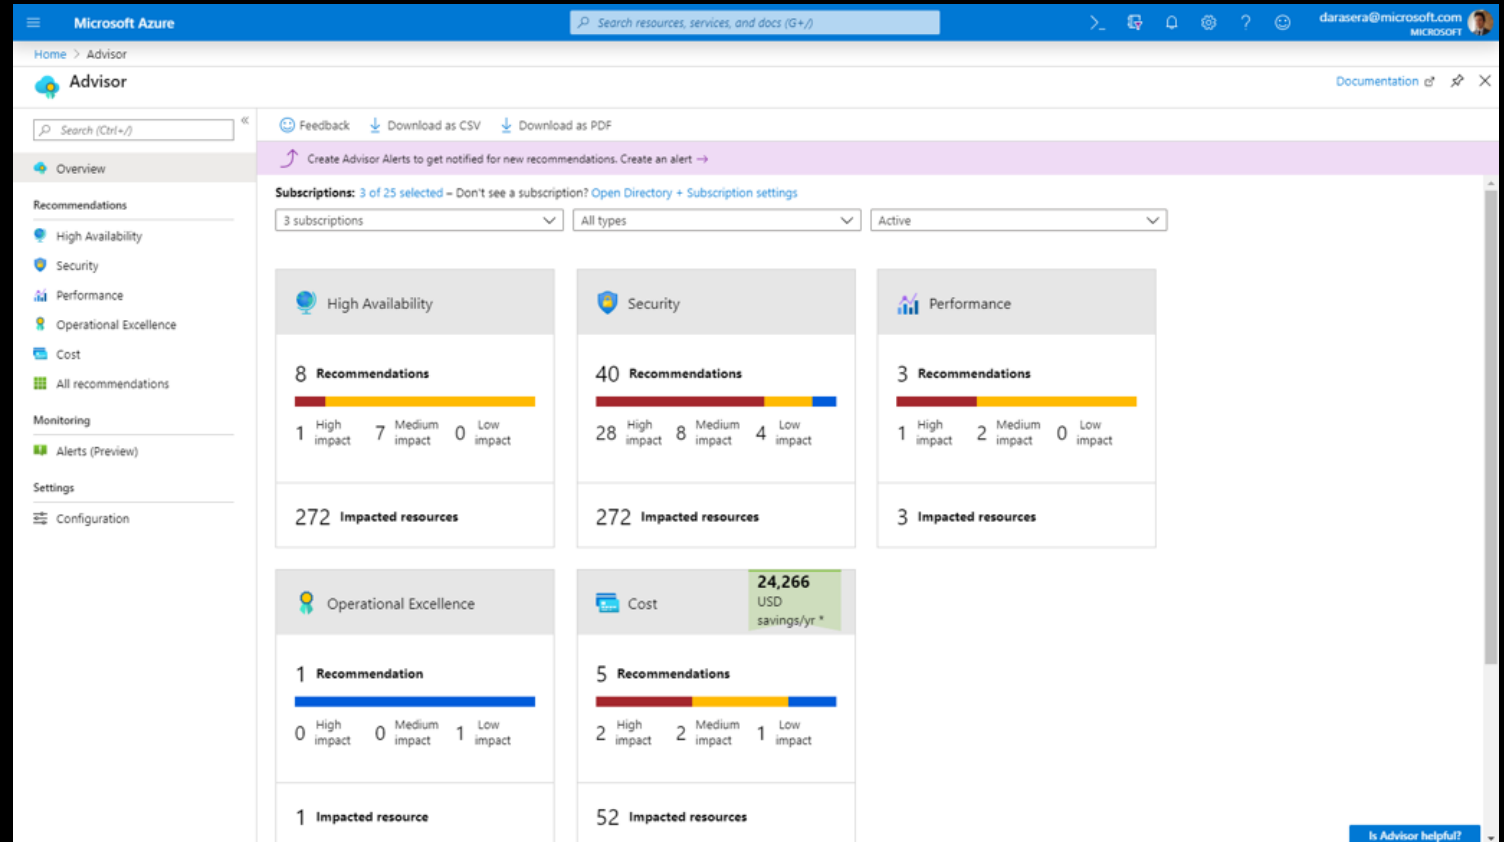 Microsoft Azure
Search resources, services, and docs (G+/)
darasera@microsoft.com
MICROSOFT
Home > Advisor
Advisor
Documentation
Search (Ctrl+/)
Overview
Recommendations
High Availability
Security
Performance
Operational Excellence
Cost
All recommendations
Monitoring
Alerts (Preview)
Settings
Configuration
Feedback
Download as CSV
Download as PDF
Create Advisor Alerts to get notified for new recommendations. Create an alert →
Subscriptions: 3 of 25 selected – Don't see a subscription? Open Directory + Subscription settings
3 subscriptions
All types
Active
High Availability
8 Recommendations
1 High impact
7 Medium impact
0 Low impact
272 Impacted resources
Security
40 Recommendations
28 High impact
8 Medium impact
4 Low impact
272 Impacted resources
Performance
3 Recommendations
1 High impact
2 Medium impact
0 Low impact
3 Impacted resources
Operational Excellence
1 Recommendation
0 High impact
0 Medium impact
1 Low impact
1 Impacted resource
Cost
24,266
USD
savings/yr *
5 Recommendations
2 High impact
2 Medium impact
1 Low impact
52 Impacted resources
Is Advisor helpful?